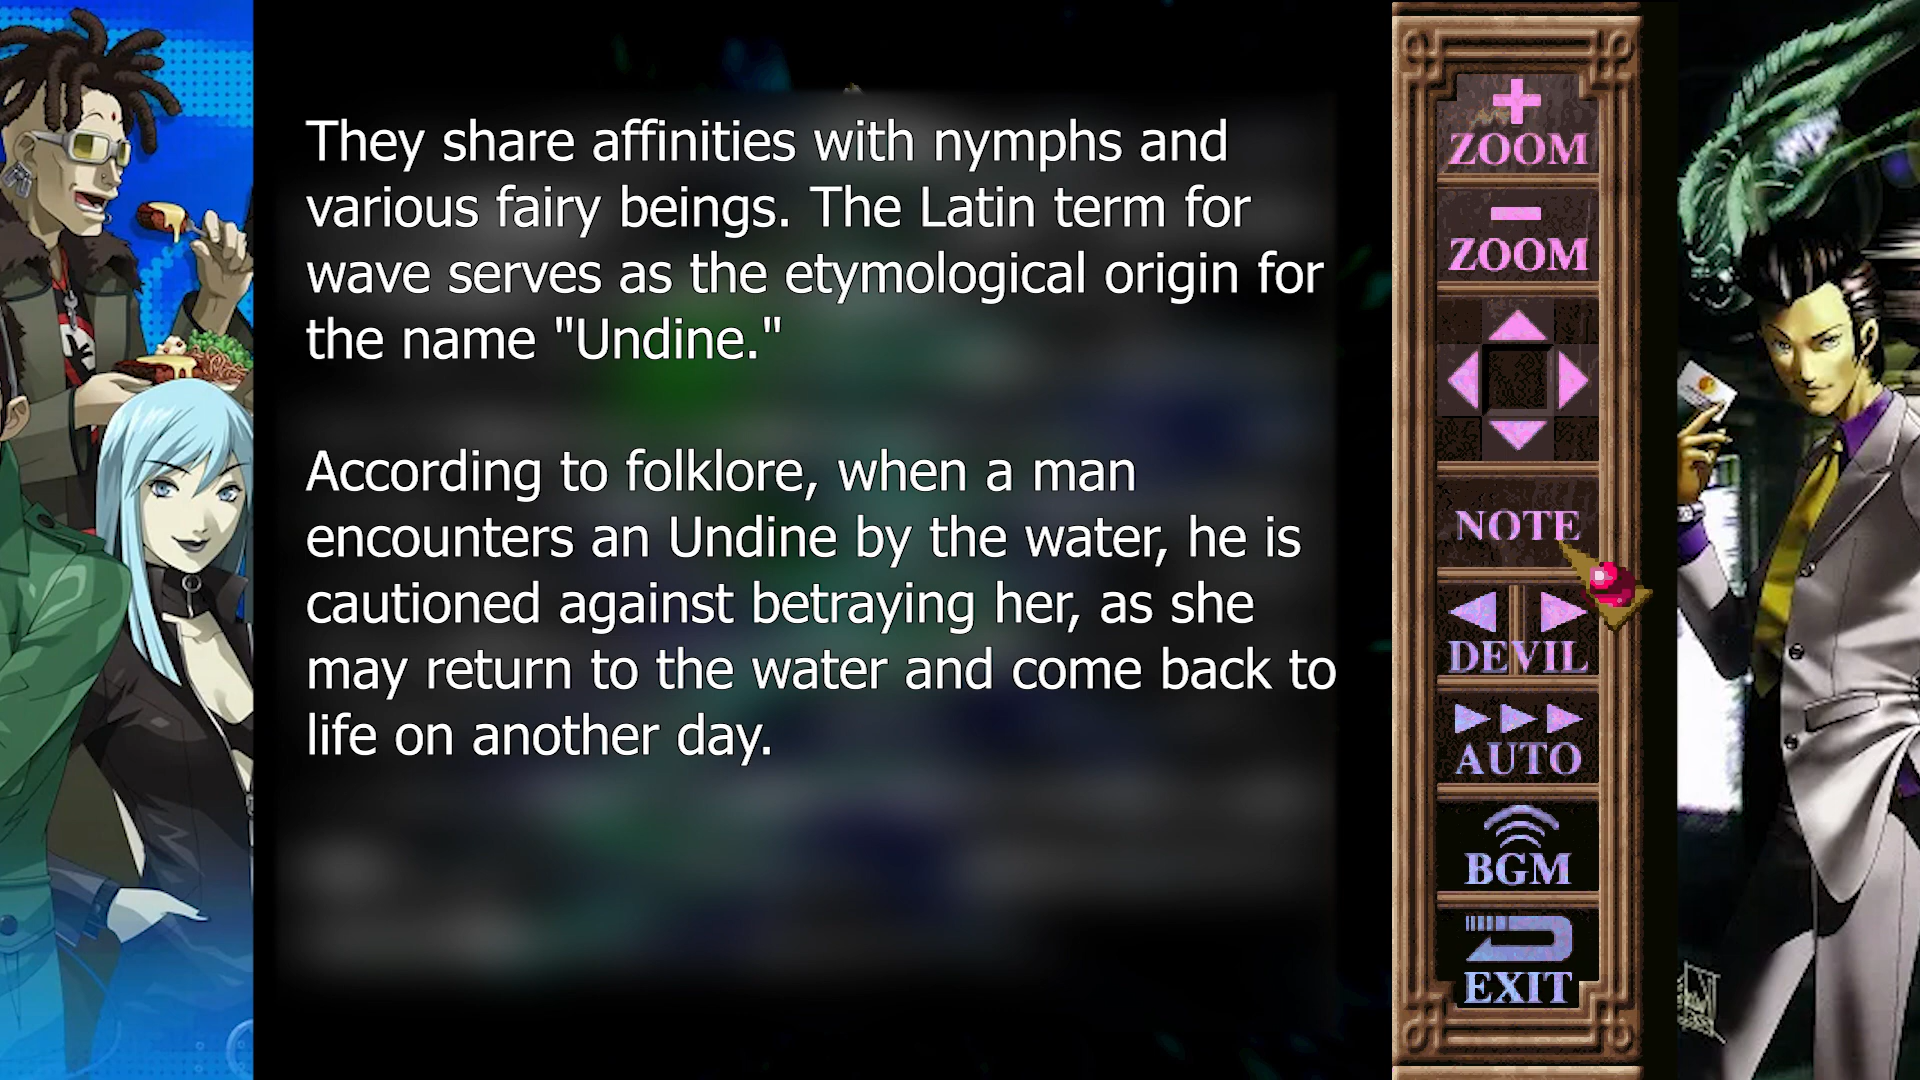 They share affinities with nymphs and
various fairy beings. The Latin term for
wave serves as the etymological origin for
the name "Undine."
According to folklore, when a man
encounters an Undine by the water, he is
cautioned against betraying her, as she
may return to the water and come back to
life on another day.
ZOOM
ZOOM
NOTE
DEVIL
AUTO
BGM
EXIT